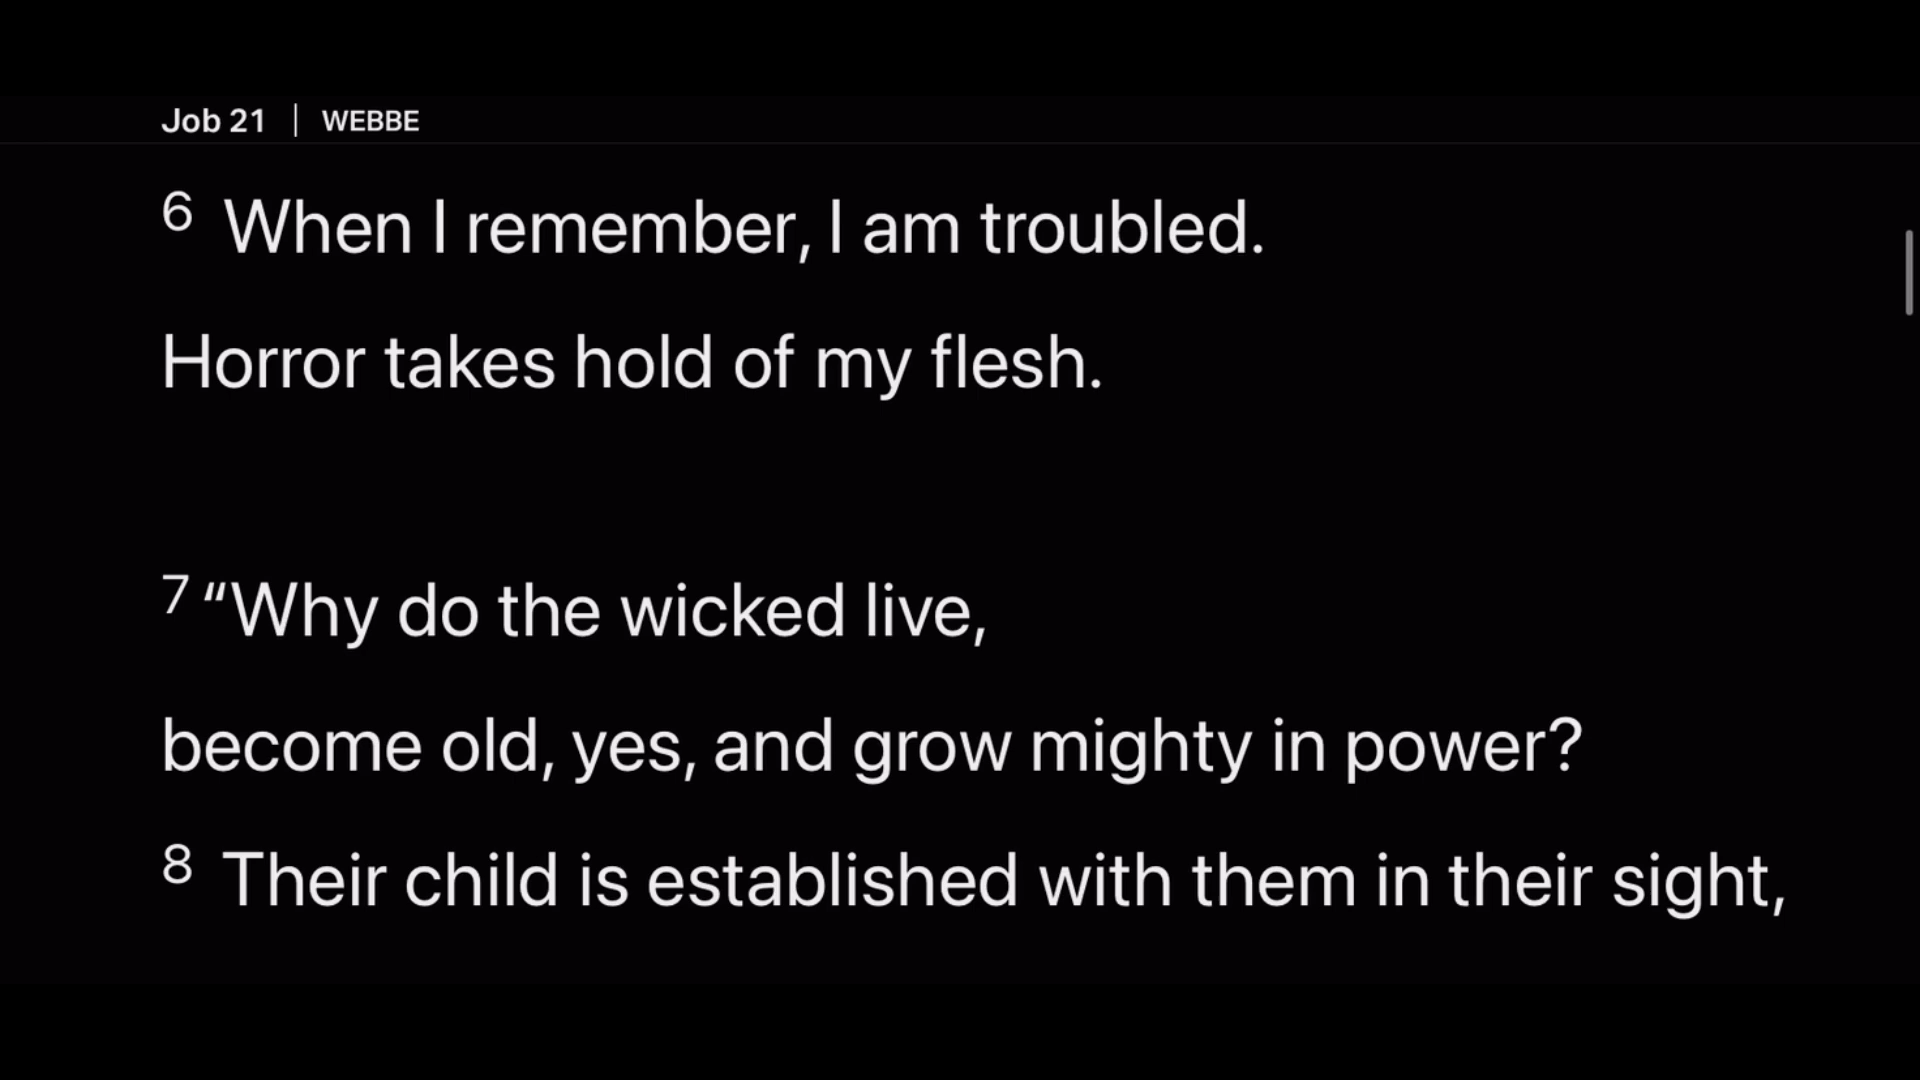 Job 21 | WEBBE
6 When I remember, I am troubled.
Horror takes hold of my flesh.
7 “Why do the wicked live,
become old, yes, and grow mighty in power?
8 Their child is established with them in their sight,